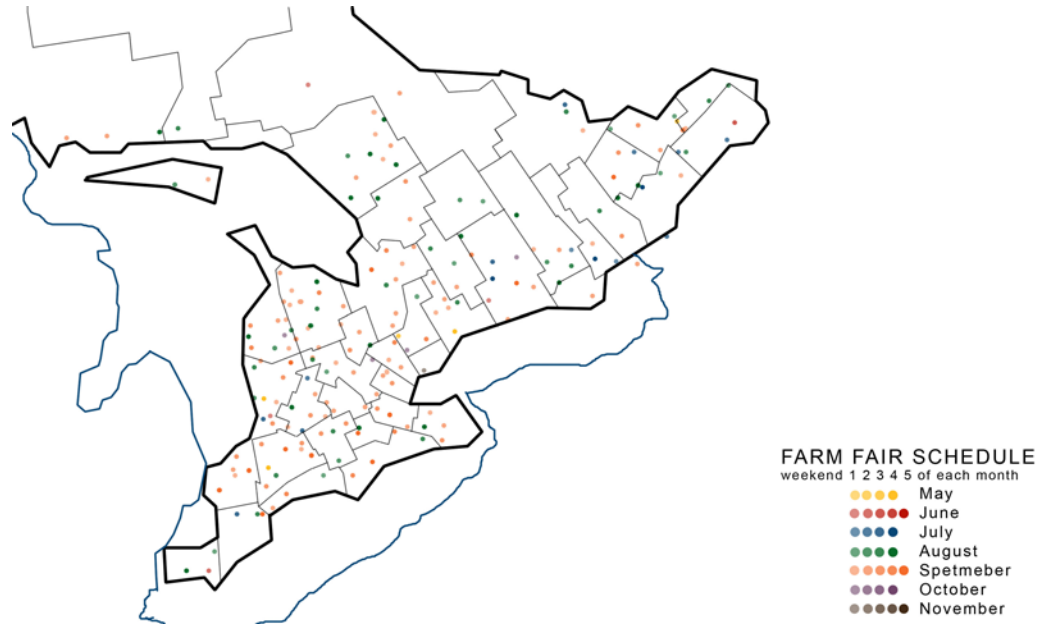 FARM FAIR SCHEDULE
weekend 1 2 3 4 5 of each month
May
June
July
August
Spetmeber
October
November